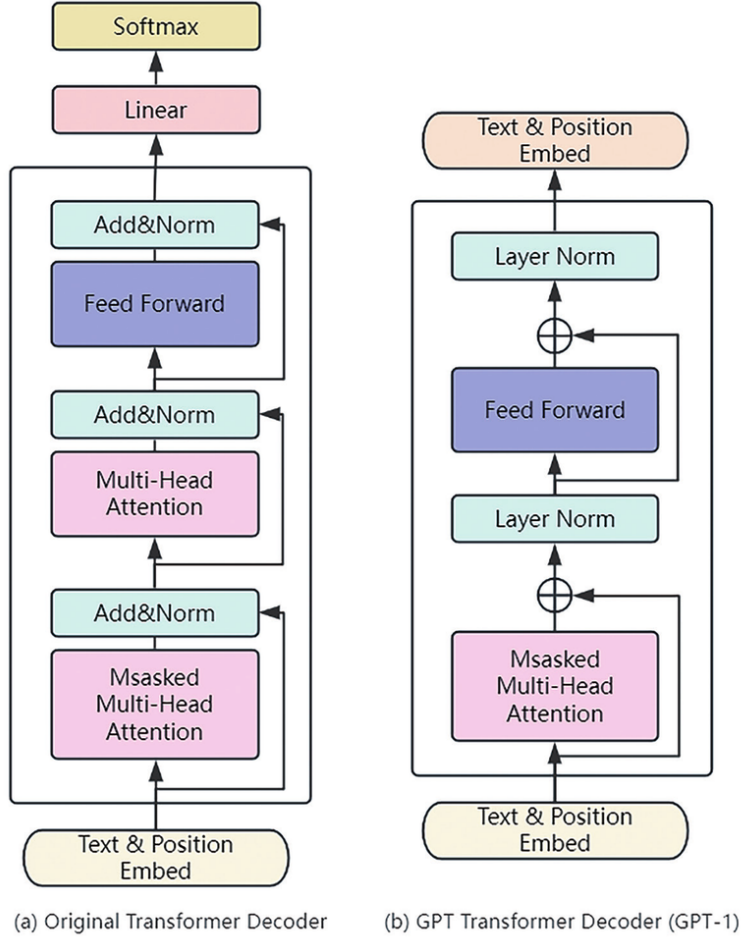 Softmax
Linear
Add&Norm
Feed Forward
Add&Norm
Multi-Head
Attention
Add&Norm
Msasked
Multi-Head
Attention
Text & Position
Embed
(a) Original Transformer Decoder
Text & Position
Embed
Layer Norm
Feed Forward
Layer Norm
Msasked
Multi-Head
Attention
Text & Position
Embed
(b) GPT Transformer Decoder (GPT-1)